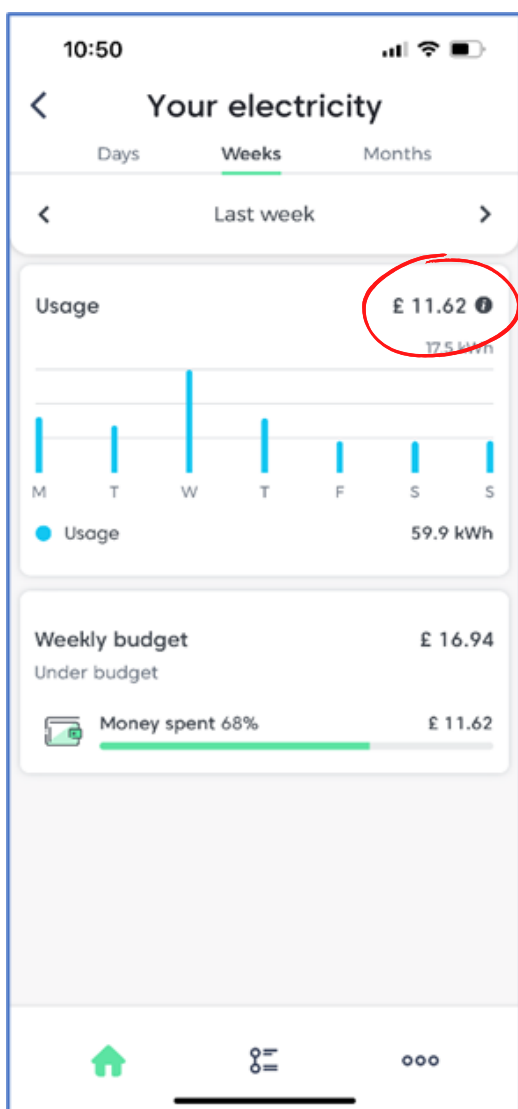 10:50
Your electricity
Days Weeks Months
Last week
Usage £ 11.62 i
17.5 kWh
M T W T F S S
Usage 59.9 kWh
Weekly budget £ 16.94
Under budget
Money spent 68% £ 11.62